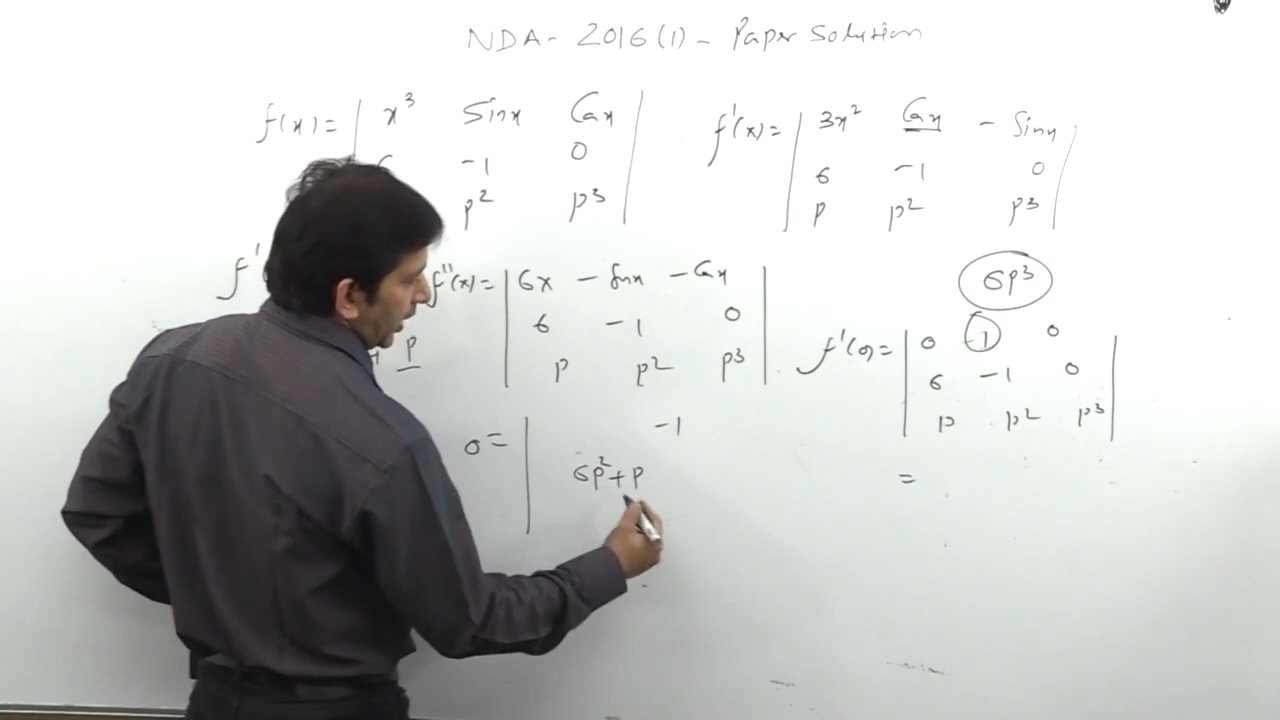 NDA - 2016 (1) - Paper Solution
f(x) = | x³ Sinx Cosx |
-1 0
p² p³
f'(x) = | 3x² Cosx - Sinx |
6 -1 0
p p² p³
f'
f''(x) = | 6x - Sinx - Cosx |
6 -1 0
p p² p³
p
6p³
f'(0) = | 0 1 0 |
6 -1 0
p p² p³
=
0 = | -1
6p² + p